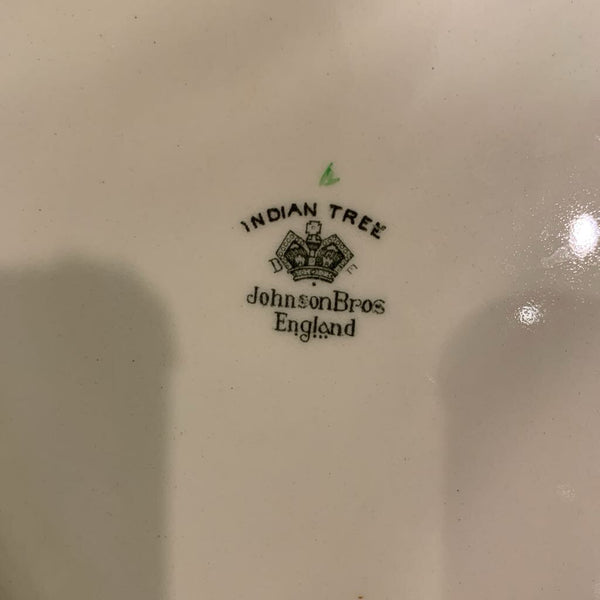 INDIAN TREE
D E
JohnsonBros
England